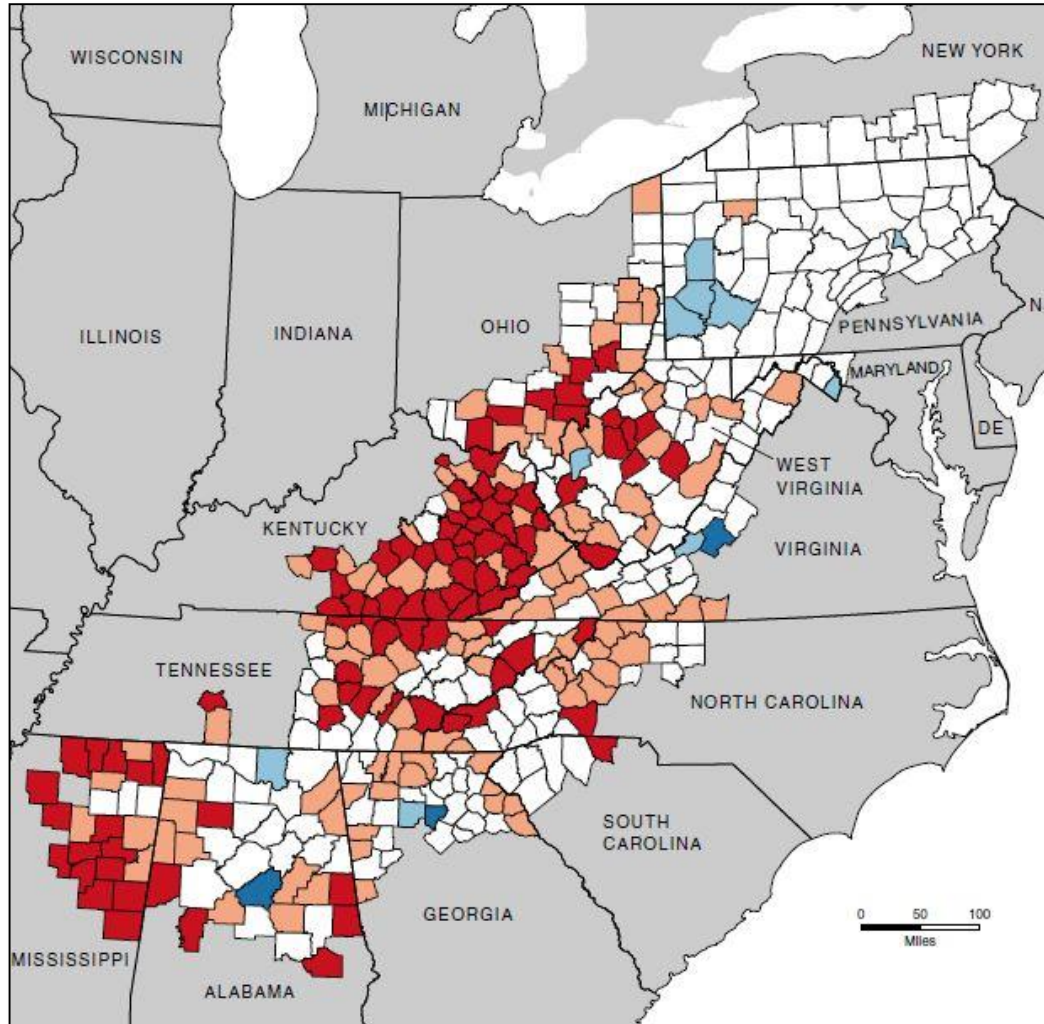 WISCONSIN
NEW YORK
MICHIGAN
ILLINOIS
INDIANA
OHIO
PENNSYLVANIA
N
MARYLAND
DE
WEST
VIRGINIA
KENTUCKY
VIRGINIA
TENNESSEE
NORTH CAROLINA
SOUTH
CAROLINA
GEORGIA
0 50 100
Miles
MISSISSIPPI
ALABAMA